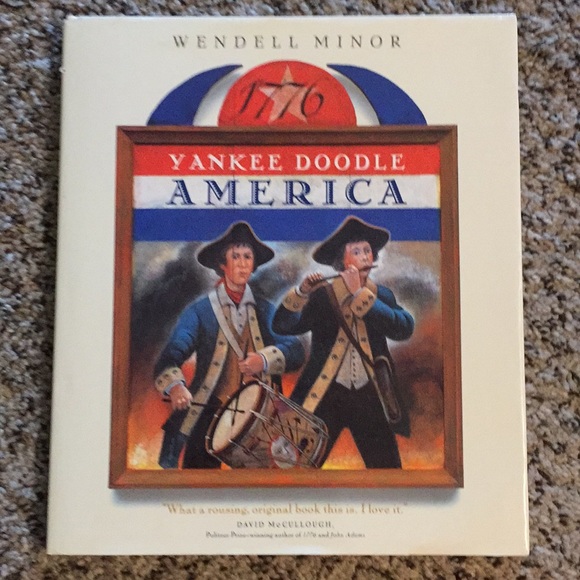 WENDELL MINOR
1776
YANKEE DOODLE
AMERICA
"What a rousing, original book this is. I love it."
DAVID McCULLOUGH,
Pulitzer Prize–winning author of 1776 and John Adams